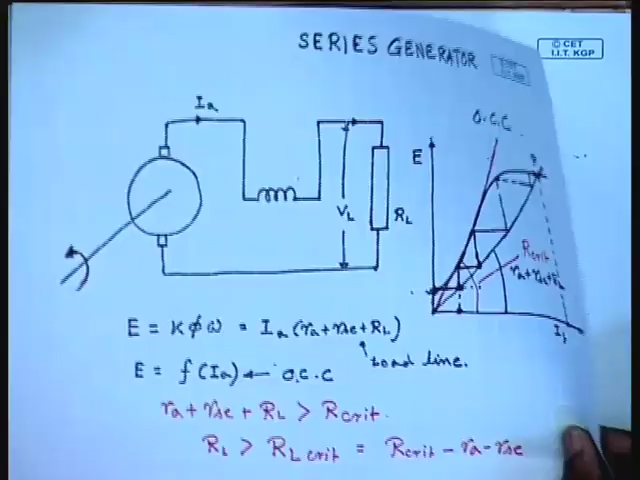 SERIES GENERATOR
© CET
I.I.T. KGP
Ia
O.C.C.
E
VL
RL
Rcrit
ra+rse+RL
E = Kϕω = Ia(ra+rse+RL)
Load line.
E = f(Ia) ← O.C.C
ra + rse + RL > Rcrit.
RL > RL crit = Rcrit - ra - rse